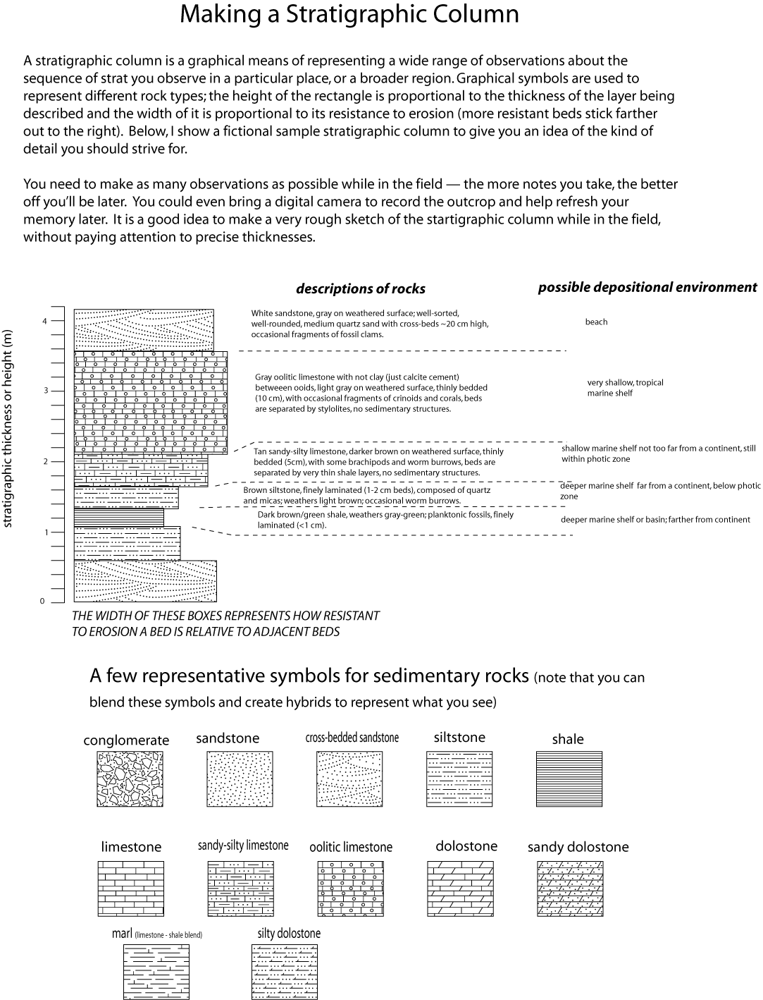 Making a Stratigraphic Column
A stratigraphic column is a graphical means of representing a wide range of observations about the
sequence of strat you observe in a particular place, or a broader region. Graphical symbols are used to
represent different rock types; the height of the rectangle is proportional to the thickness of the layer being
described and the width of it is proportional to its resistance to erosion (more resistant beds stick farther
out to the right).  Below, I show a fictional sample stratigraphic column to give you an idea of the kind of
detail you should strive for.
You need to make as many observations as possible while in the field — the more notes you take, the better
off you'll be later.  You could even bring a digital camera to record the outcrop and help refresh your
memory later.  It is a good idea to make a very rough sketch of the startigraphic column while in the field,
without paying attention to precise thicknesses.
descriptions of rocks
possible depositional environment
stratigraphic thickness or height (m)
4
3
2
1
0
White sandstone, gray on weathered surface; well-sorted,
well-rounded, medium quartz sand with cross-beds ~20 cm high,
occasional fragments of fossil clams.
beach
Gray oolitic limestone with not clay (just calcite cement)
betweeen ooids, light gray on weathered surface, thinly bedded
(10 cm), with occasional fragments of crinoids and corals, beds
are separated by stylolites, no sedimentary structures.
very shallow, tropical
marine shelf
Tan sandy-silty limestone, darker brown on weathered surface, thinly
bedded (5cm), with some brachipods and worm burrows, beds are
separated by very thin shale layers, no sedimentary structures.
shallow marine shelf not too far from a continent, still
within photic zone
Brown siltstone, finely laminated (1-2 cm beds), composed of quartz
and micas; weathers light brown; occasional worm burrows.
deeper marine shelf  far from a continent, below photic
zone
Dark brown/green shale, weathers gray-green; planktonic fossils, finely
laminated (<1 cm).
deeper marine shelf or basin; farther from continent
THE WIDTH OF THESE BOXES REPRESENTS HOW RESISTANT
TO EROSION A BED IS RELATIVE TO ADJACENT BEDS
A few representative symbols for sedimentary rocks (note that you can
blend these symbols and create hybrids to represent what you see)
conglomerate
sandstone
cross-bedded sandstone
siltstone
shale
limestone
sandy-silty limestone
oolitic limestone
dolostone
sandy dolostone
marl (limestone - shale blend)
silty dolostone